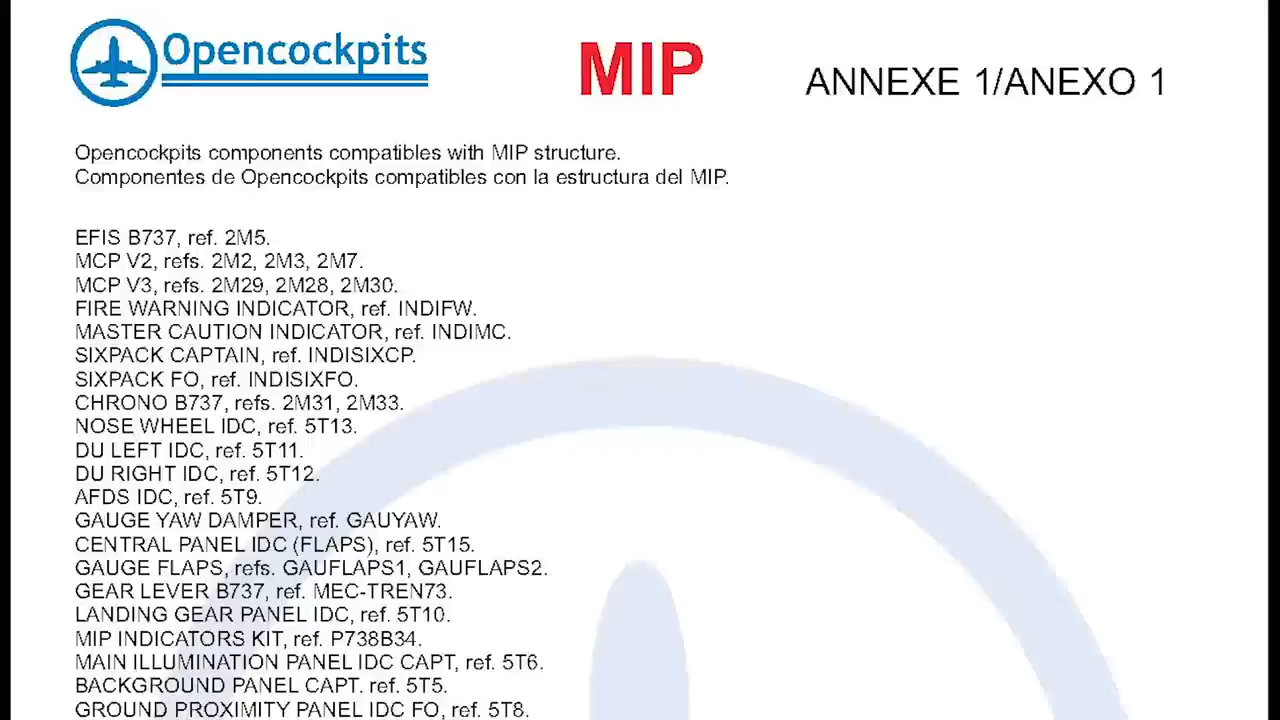 Opencockpits
MIP
ANNEXE 1/ANEXO 1
Opencockpits components compatibles with MIP structure.
Componentes de Opencockpits compatibles con la estructura del MIP.
EFIS B737, ref. 2M5.
MCP V2, refs. 2M2, 2M3, 2M7.
MCP V3, refs. 2M29, 2M28, 2M30.
FIRE WARNING INDICATOR, ref. INDIFW.
MASTER CAUTION INDICATOR, ref. INDIMC.
SIXPACK CAPTAIN, ref. INDISIXCP.
SIXPACK FO, ref. INDISIXFO.
CHRONO B737, refs. 2M31, 2M33.
NOSE WHEEL IDC, ref. 5T13.
DU LEFT IDC, ref. 5T11.
DU RIGHT IDC, ref. 5T12.
AFDS IDC, ref. 5T9.
GAUGE YAW DAMPER, ref. GAUYAW.
CENTRAL PANEL IDC (FLAPS), ref. 5T15.
GAUGE FLAPS, refs. GAUFLAPS1, GAUFLAPS2.
GEAR LEVER B737, ref. MEC-TREN73.
LANDING GEAR PANEL IDC, ref. 5T10.
MIP INDICATORS KIT, ref. P738B34.
MAIN ILLUMINATION PANEL IDC CAPT, ref. 5T6.
BACKGROUND PANEL CAPT. ref. 5T5.
GROUND PROXIMITY PANEL IDC FO, ref. 5T8.